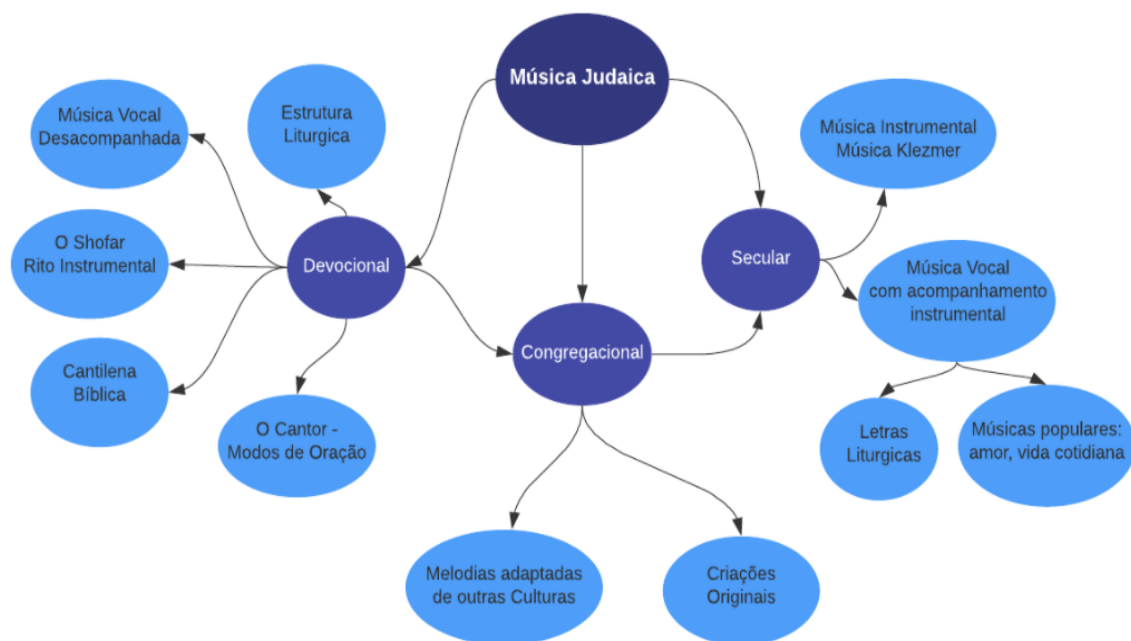 Música Judaica
Música Vocal
Desacompanhada
Estrutura
Liturgica
Música Instrumental
Música Klezmer
O Shofar
Rito Instrumental
Devocional
Secular
Música Vocal
com acompanhamento
instrumental
Cantilena
Bíblica
Congregacional
O Cantor -
Modos de Oração
Letras
Liturgicas
Músicas populares:
amor, vida cotidiana
Melodias adaptadas
de outras Culturas
Criações
Originais